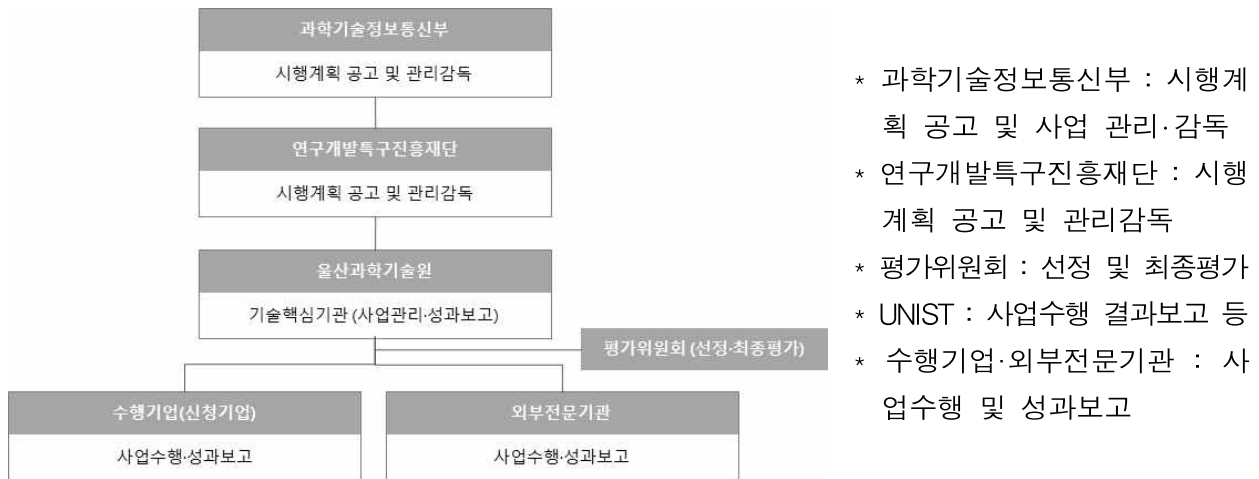 과학기술정보통신부
시행계획 공고 및 관리감독
연구개발특구진흥재단
시행계획 공고 및 관리감독
울산과학기술원
기술핵심기관 (사업관리·성과보고)
평가위원회 (선정·최종평가)
수행기업(신청기업)
사업수행·성과보고
외부전문기관
사업수행·성과보고
* 과학기술정보통신부 : 시행계
획 공고 및 사업 관리·감독
* 연구개발특구진흥재단 : 시행
계획 공고 및 관리감독
* 평가위원회 : 선정 및 최종평가
* UNIST : 사업수행 결과보고 등
* 수행기업·외부전문기관 : 사
업수행 및 성과보고